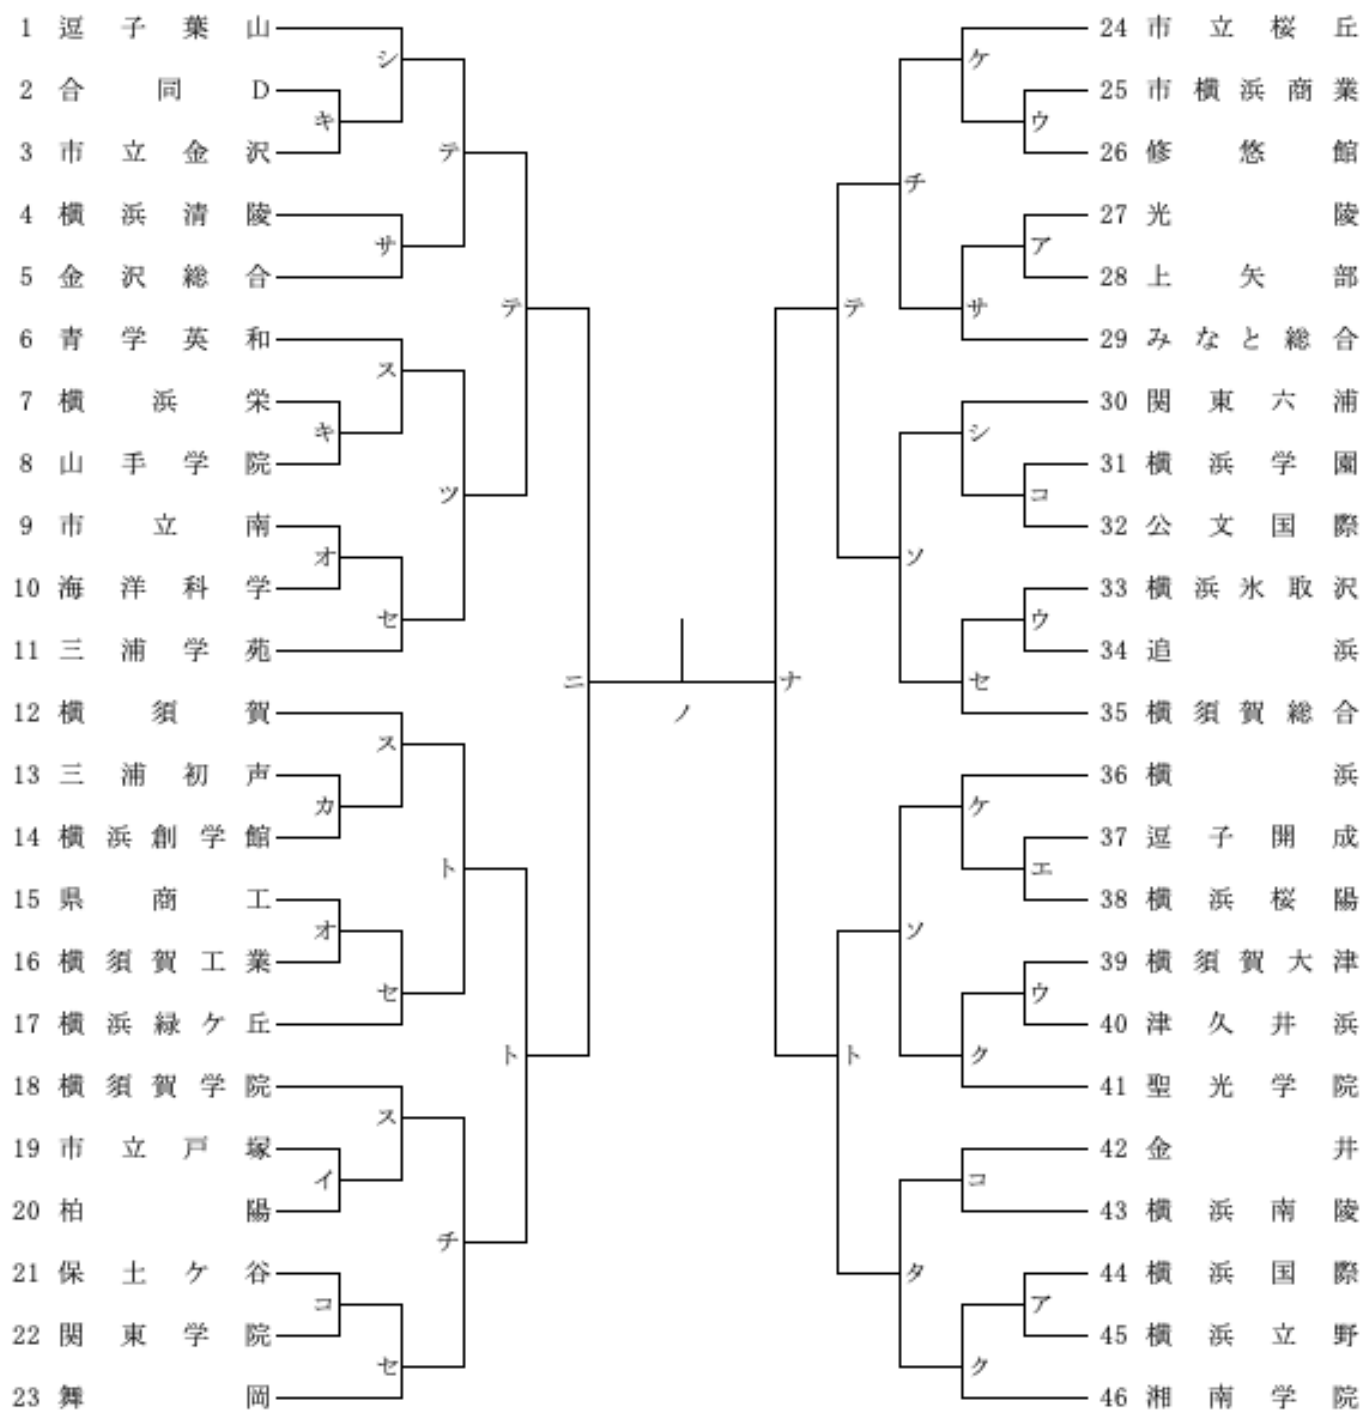 1 逗子葉山
2 合同D
3 市立金沢
4 横浜清陵
5 金沢総合
6 青学英和
7 横浜栄
8 山手学院
9 市立南
10 海洋科学
11 三浦学苑
12 横須賀
13 三浦初声
14 横浜創学館
15 県商工
16 横須賀工業
17 横浜緑ケ丘
18 横須賀学院
19 市立戸塚
20 柏陽
21 保土ケ谷
22 関東学院
23 舞岡
シ
キ
テ
サ
テ
ス
キ
ツ
オ
セ
ニ
ス
カ
ト
オ
セ
ト
ス
イ
チ
コ
セ
ノ
ケ
ウ
チ
ア
サ
テ
シ
コ
ソ
ウ
セ
ナ
ケ
エ
ソ
ウ
ク
ト
コ
タ
ア
ク
24 市立桜丘
25 市横浜商業
26 修悠館
27 光陵
28 上矢部
29 みなと総合
30 関東六浦
31 横浜学園
32 公文国際
33 横浜氷取沢
34 追浜
35 横須賀総合
36 横浜
37 逗子開成
38 横浜桜陽
39 横須賀大津
40 津久井浜
41 聖光学院
42 金井
43 横浜南陵
44 横浜国際
45 横浜立野
46 湘南学院